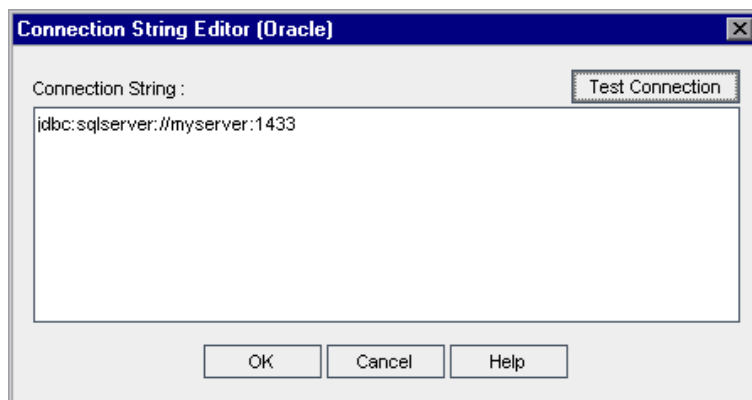 Connection String Editor (Oracle)
Connection String :
Test Connection
jdbc:sqlserver://myserver:1433
OK
Cancel
Help